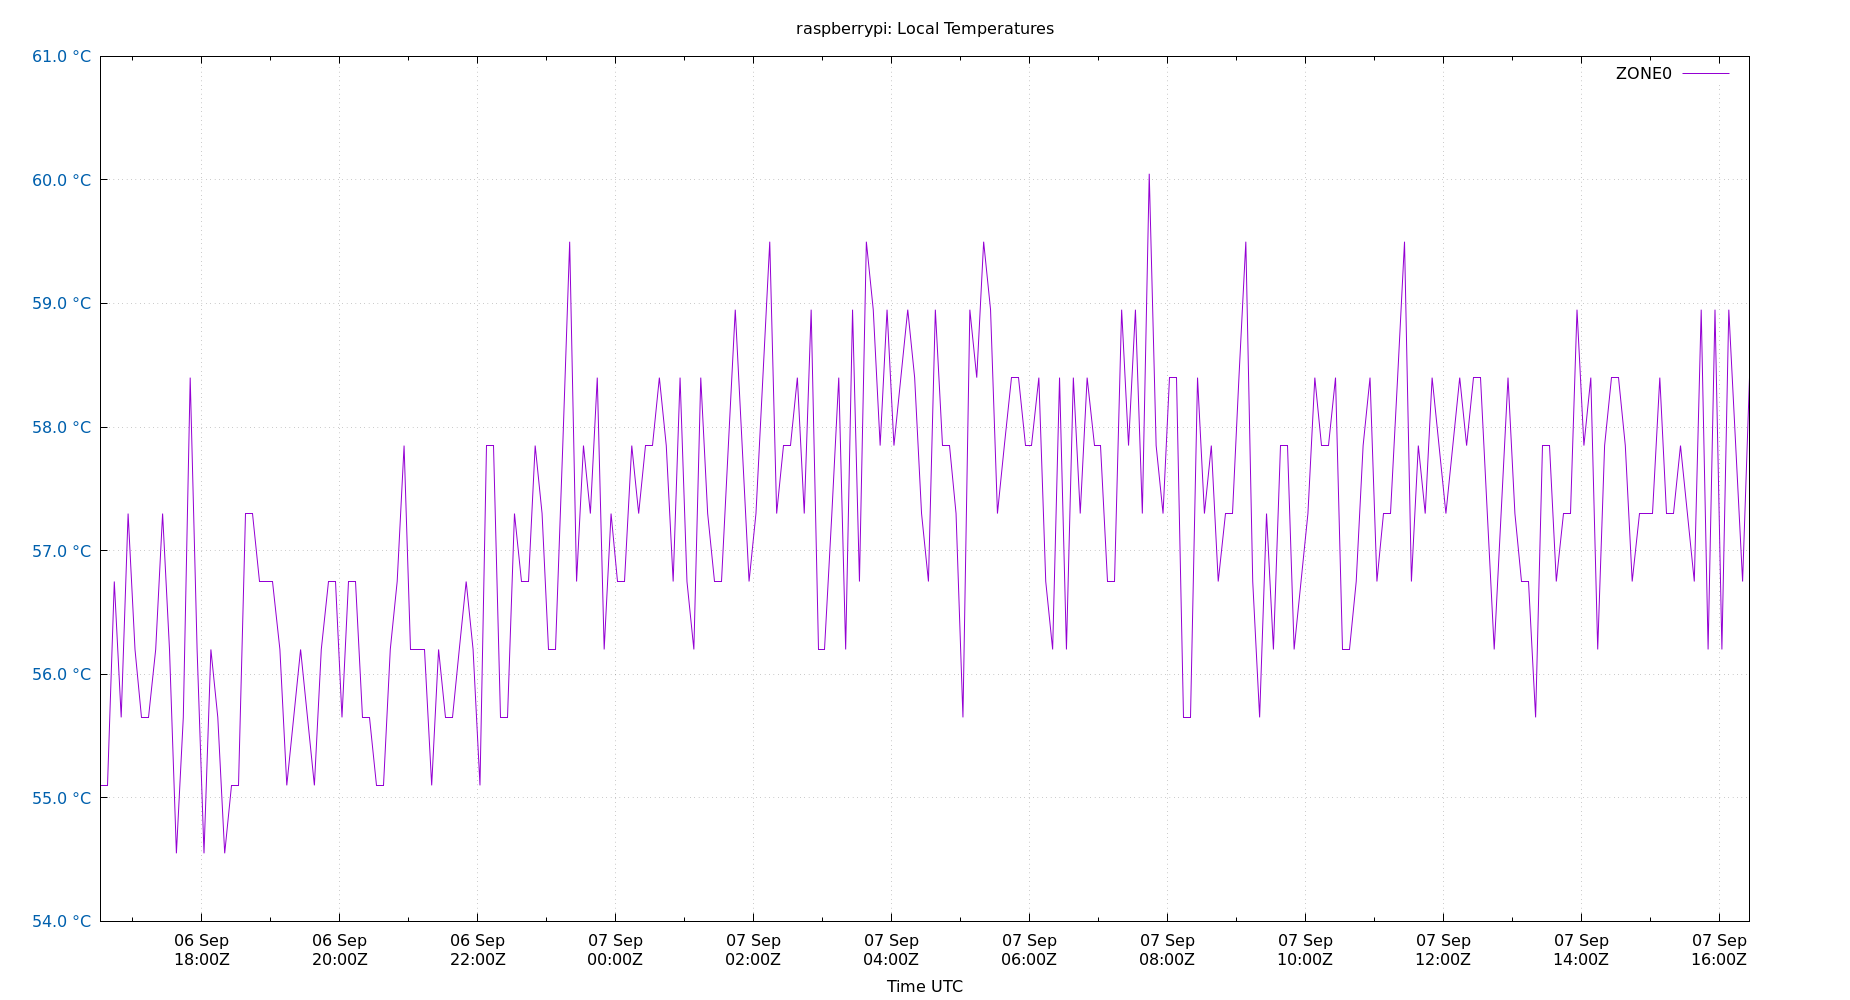 raspberrypi: Local Temperatures
61.0 °C
ZONE0
60.0 °C
59.0 °C
58.0 °C
57.0 °C
56.0 °C
55.0 °C
54.0 °C
06 Sep 06 Sep 06 Sep 07 Sep 07 Sep 07 Sep 07 Sep 07 Sep 07 Sep 07 Sep 07 Sep 07 Sep
18:00Z 20:00Z 22:00Z 00:00Z 02:00Z 04:00Z 06:00Z 08:00Z 10:00Z 12:00Z 14:00Z 16:00Z
Time UTC